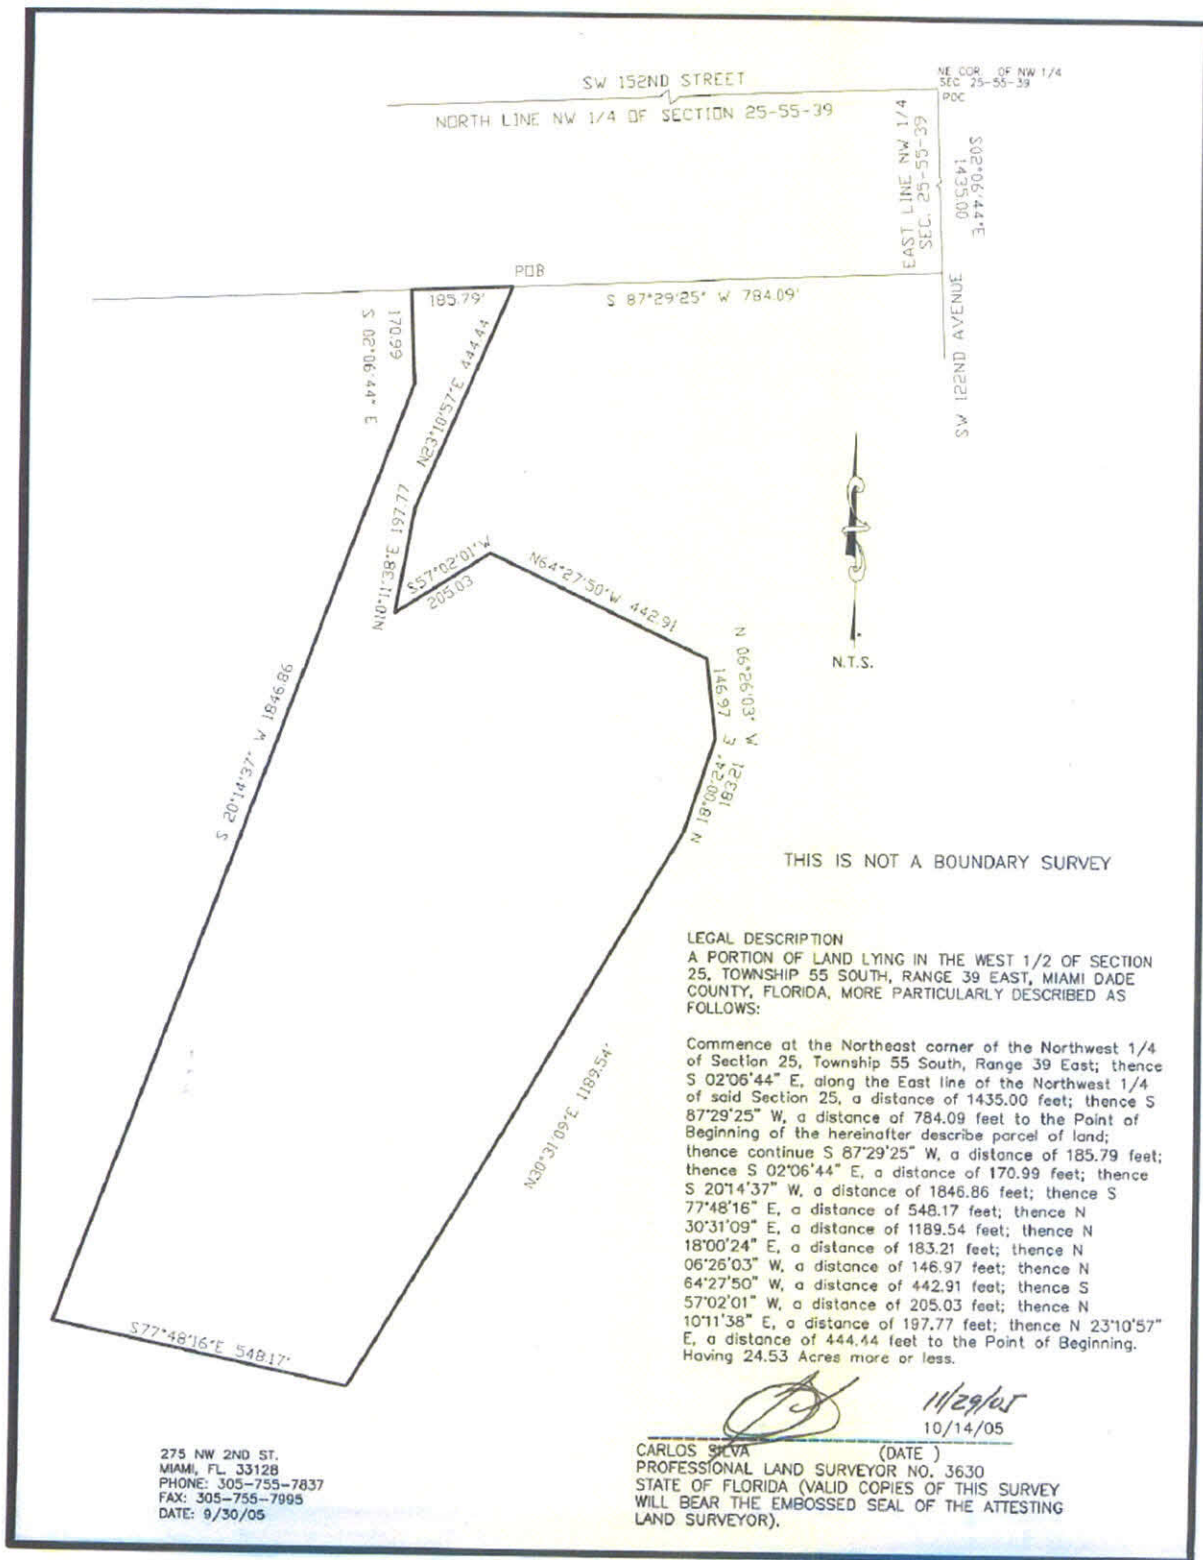 SW 152ND STREET
NE COR. OF NW 1/4
SEC 25-55-39
POC
NORTH LINE NW 1/4 OF SECTION 25-55-39
EAST LINE NW 1/4
SEC. 25-55-39
S02°06'44"E
1435.00
POB
185.79'
S 87°29'25" W 784.09'
SW 122ND AVENUE
170.99
S 02°06'44" E
N23°10'57"E 444.44
N10°11'38"E 197.77
S57°02'01"W
205.03
N64°27'50"W 442.91
N 06°26'03" W
146.97
N.T.S.
N 18°00'24" E
183.21
S 20°14'37" W 1846.86
THIS IS NOT A BOUNDARY SURVEY
N30°31'09"E 1189.54'
S77°48'16"E 548.17'
LEGAL DESCRIPTION
A PORTION OF LAND LYING IN THE WEST 1/2 OF SECTION
25, TOWNSHIP 55 SOUTH, RANGE 39 EAST, MIAMI DADE
COUNTY, FLORIDA, MORE PARTICULARLY DESCRIBED AS
FOLLOWS:
Commence at the Northeast corner of the Northwest 1/4
of Section 25, Township 55 South, Range 39 East; thence
S 02°06'44" E, along the East line of the Northwest 1/4
of said Section 25, a distance of 1435.00 feet; thence S
87°29'25" W, a distance of 784.09 feet to the Point of
Beginning of the hereinafter describe parcel of land;
thence continue S 87°29'25" W, a distance of 185.79 feet;
thence S 02°06'44" E, a distance of 170.99 feet; thence
S 20°14'37" W, a distance of 1846.86 feet; thence S
77°48'16" E, a distance of 548.17 feet; thence N
30°31'09" E, a distance of 1189.54 feet; thence N
18°00'24" E, a distance of 183.21 feet; thence N
06°26'03" W, a distance of 146.97 feet; thence N
64°27'50" W, a distance of 442.91 feet; thence S
57°02'01" W, a distance of 205.03 feet; thence N
10°11'38" E, a distance of 197.77 feet; thence N 23°10'57"
E, a distance of 444.44 feet to the Point of Beginning.
Having 24.53 Acres more or less.
11/29/05
10/14/05
CARLOS SILVA (DATE )
PROFESSIONAL LAND SURVEYOR NO. 3630
STATE OF FLORIDA (VALID COPIES OF THIS SURVEY
WILL BEAR THE EMBOSSED SEAL OF THE ATTESTING
LAND SURVEYOR).
275 NW 2ND ST.
MIAMI, FL 33128
PHONE: 305-755-7837
FAX: 305-755-7995
DATE: 9/30/05